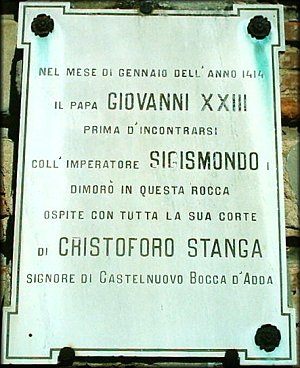 NEL MESE DI GENNAIO DELL'ANNO 1414
IL PAPA GIOVANNI XXIII
PRIMA D'INCONTRARSI
COLL'IMPERATORE SIGISMONDO I
DIMORÒ IN QUESTA ROCCA
OSPITE CON TUTTA LA SUA CORTE
DI CRISTOFORO STANGA
SIGNORE DI CASTELNUOVO BOCCA D'ADDA